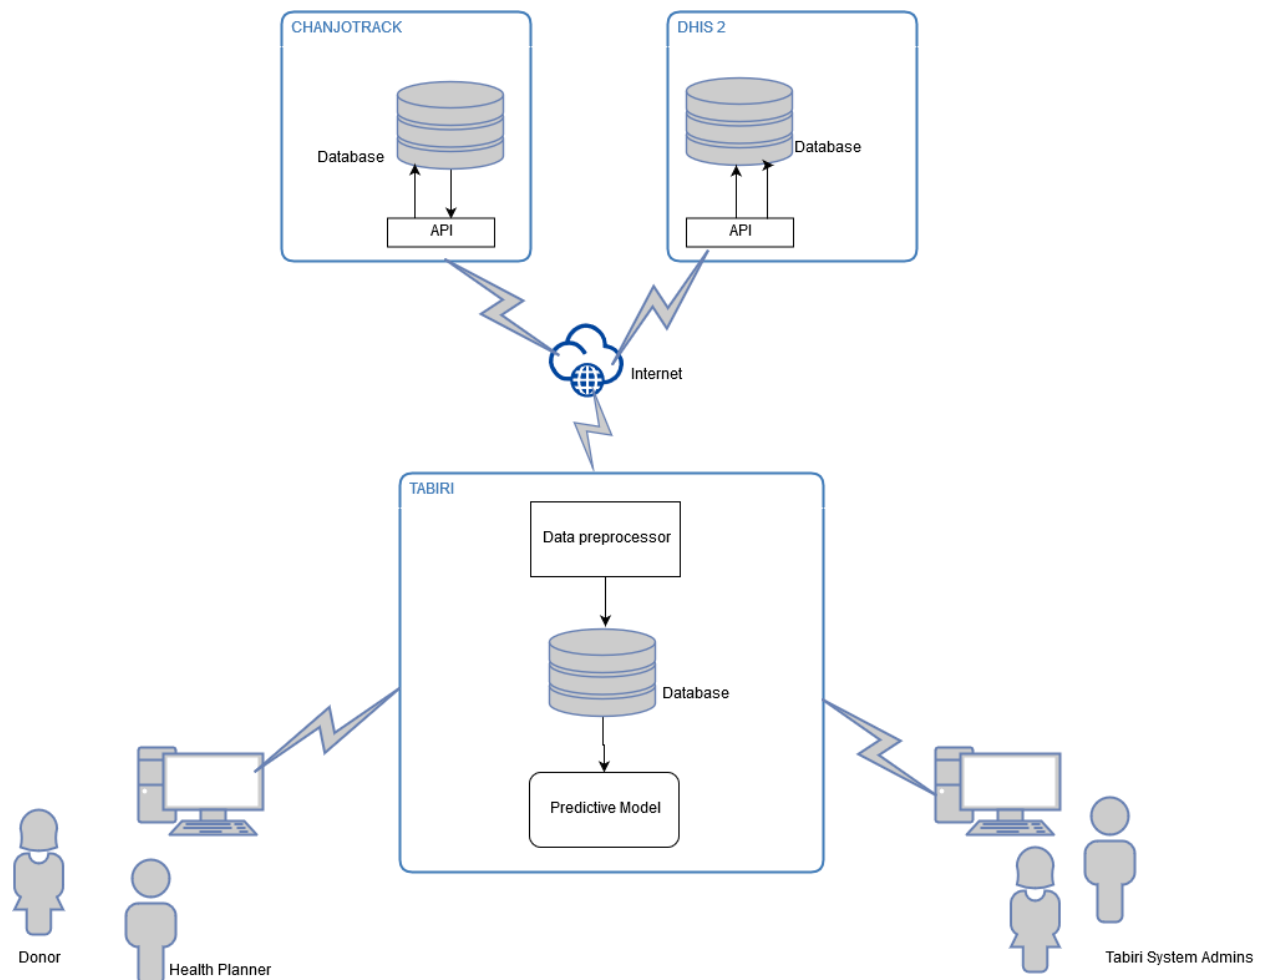 CHANJOTRACK
DHIS 2
Database
Database
API
API
Internet
TABIRI
Data preprocessor
Database
Predictive Model
Donor
Health Planner
Tabiri System Admins